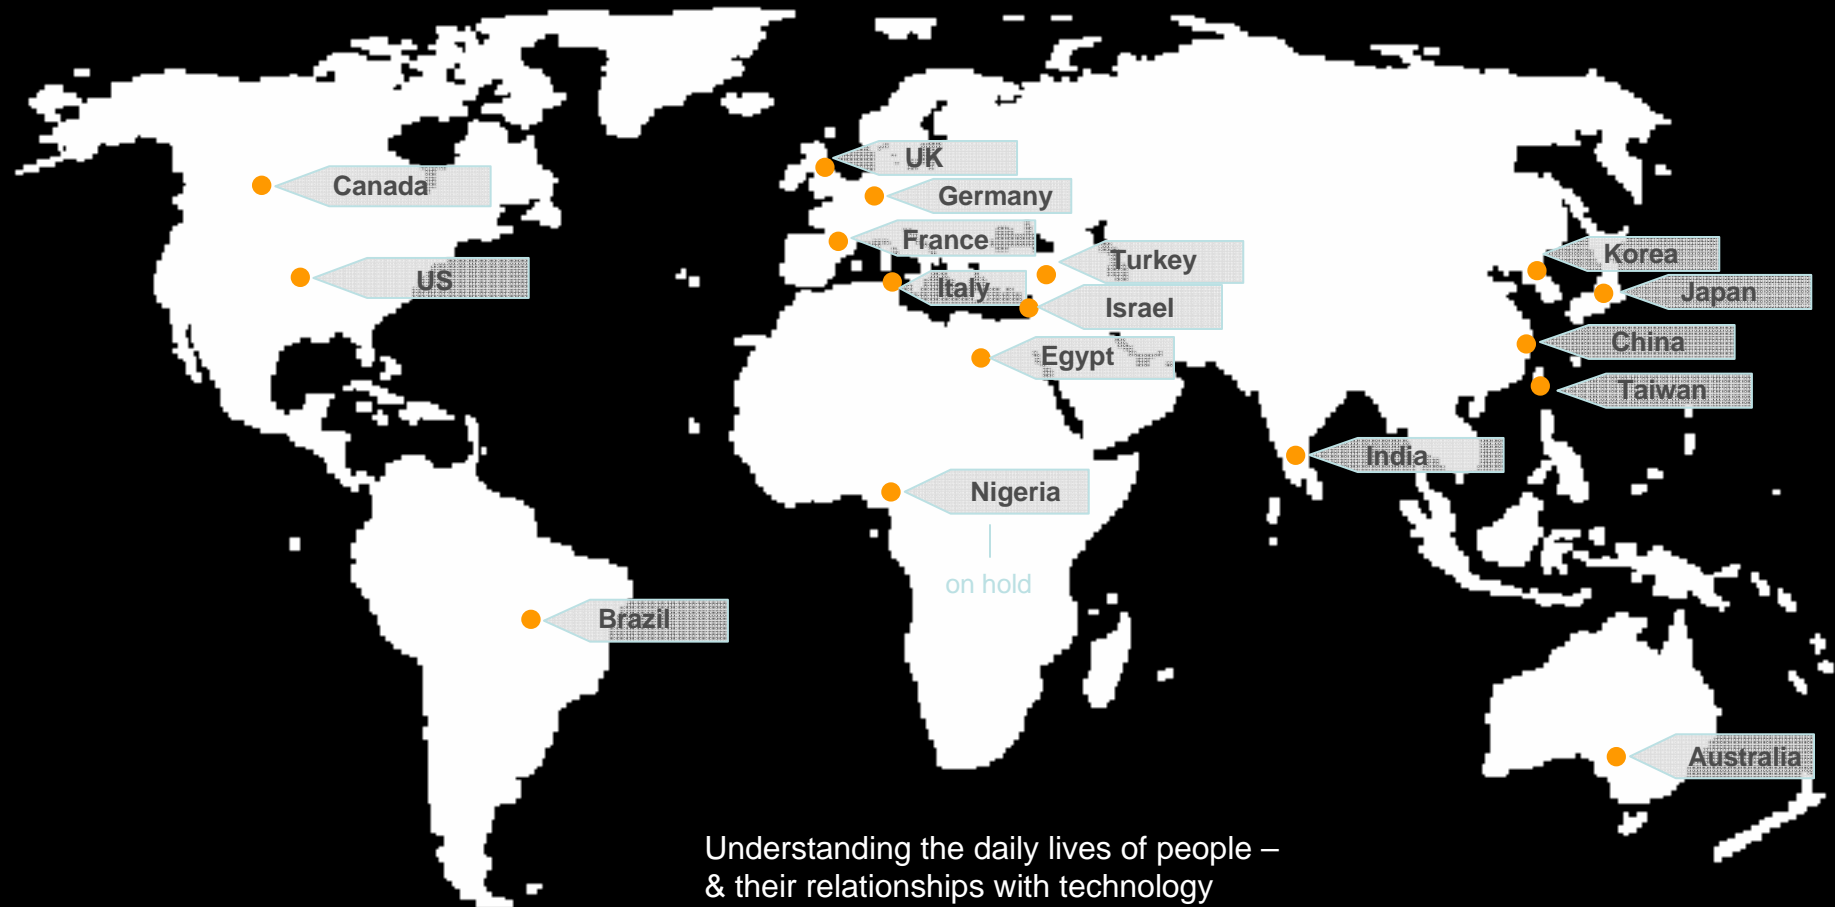 UK
Canada
Germany
France
Turkey
Korea
US
Italy
Japan
Israel
China
Egypt
Taiwan
India
Nigeria
on hold
Brazil
Australia
Understanding the daily lives of people –
& their relationships with technology